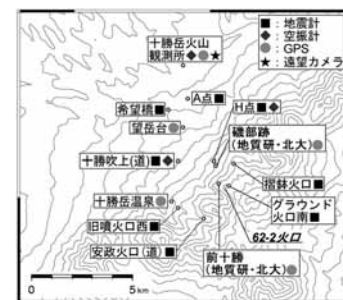 ■:地震計
◆:空振計
●:GPS
★:遠望カメラ
十勝岳火山
観測所◆●★
A点■
希望橋■
H点■◆
望岳台●
磯部跡
(地質研・北大)●
十勝吹上(道)■◆
摺鉢火口■
十勝岳温泉●
グラウンド
火口南■
旧噴火口西■
62-2火口
安政火口(道)■
前十勝
(地質研・北大)●
0
5
km